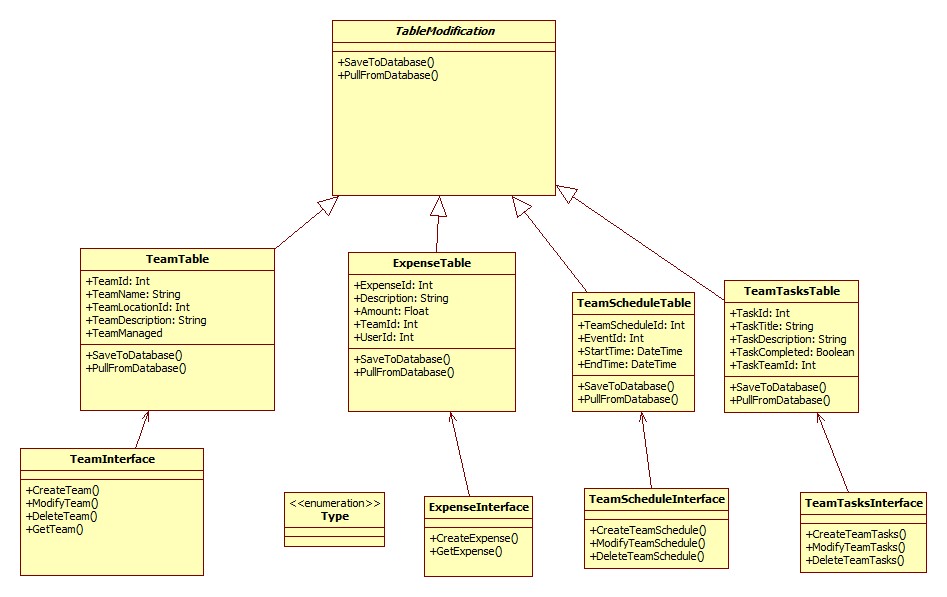 TableModification
+SaveToDatabase()
+PullFromDatabase()
TeamTable
+TeamId: Int
+TeamName: String
+TeamLocationId: Int
+TeamDescription: String
+TeamManaged
+SaveToDatabase()
+PullFromDatabase()
ExpenseTable
+ExpenseId: Int
+Description: String
+Amount: Float
+TeamId: Int
+UserId: Int
+SaveToDatabase()
+PullFromDatabase()
TeamScheduleTable
+TeamScheduleId: Int
+EventId: Int
+StartTime: DateTime
+EndTime: DateTime
+SaveToDatabase()
+PullFromDatabase()
TeamTasksTable
+TaskId: Int
+TaskTitle: String
+TaskDescription: String
+TaskCompleted: Boolean
+TaskTeamId: Int
+SaveToDatabase()
+PullFromDatabase()
TeamInterface
+CreateTeam()
+ModifyTeam()
+DeleteTeam()
+GetTeam()
<<enumeration>>
Type
ExpenseInterface
+CreateExpense()
+GetExpense()
TeamScheduleInterface
+CreateTeamSchedule()
+ModifyTeamSchedule()
+DeleteTeamSchedule()
TeamTasksInterface
+CreateTeamTasks()
+ModifyTeamTasks()
+DeleteTeamTasks()